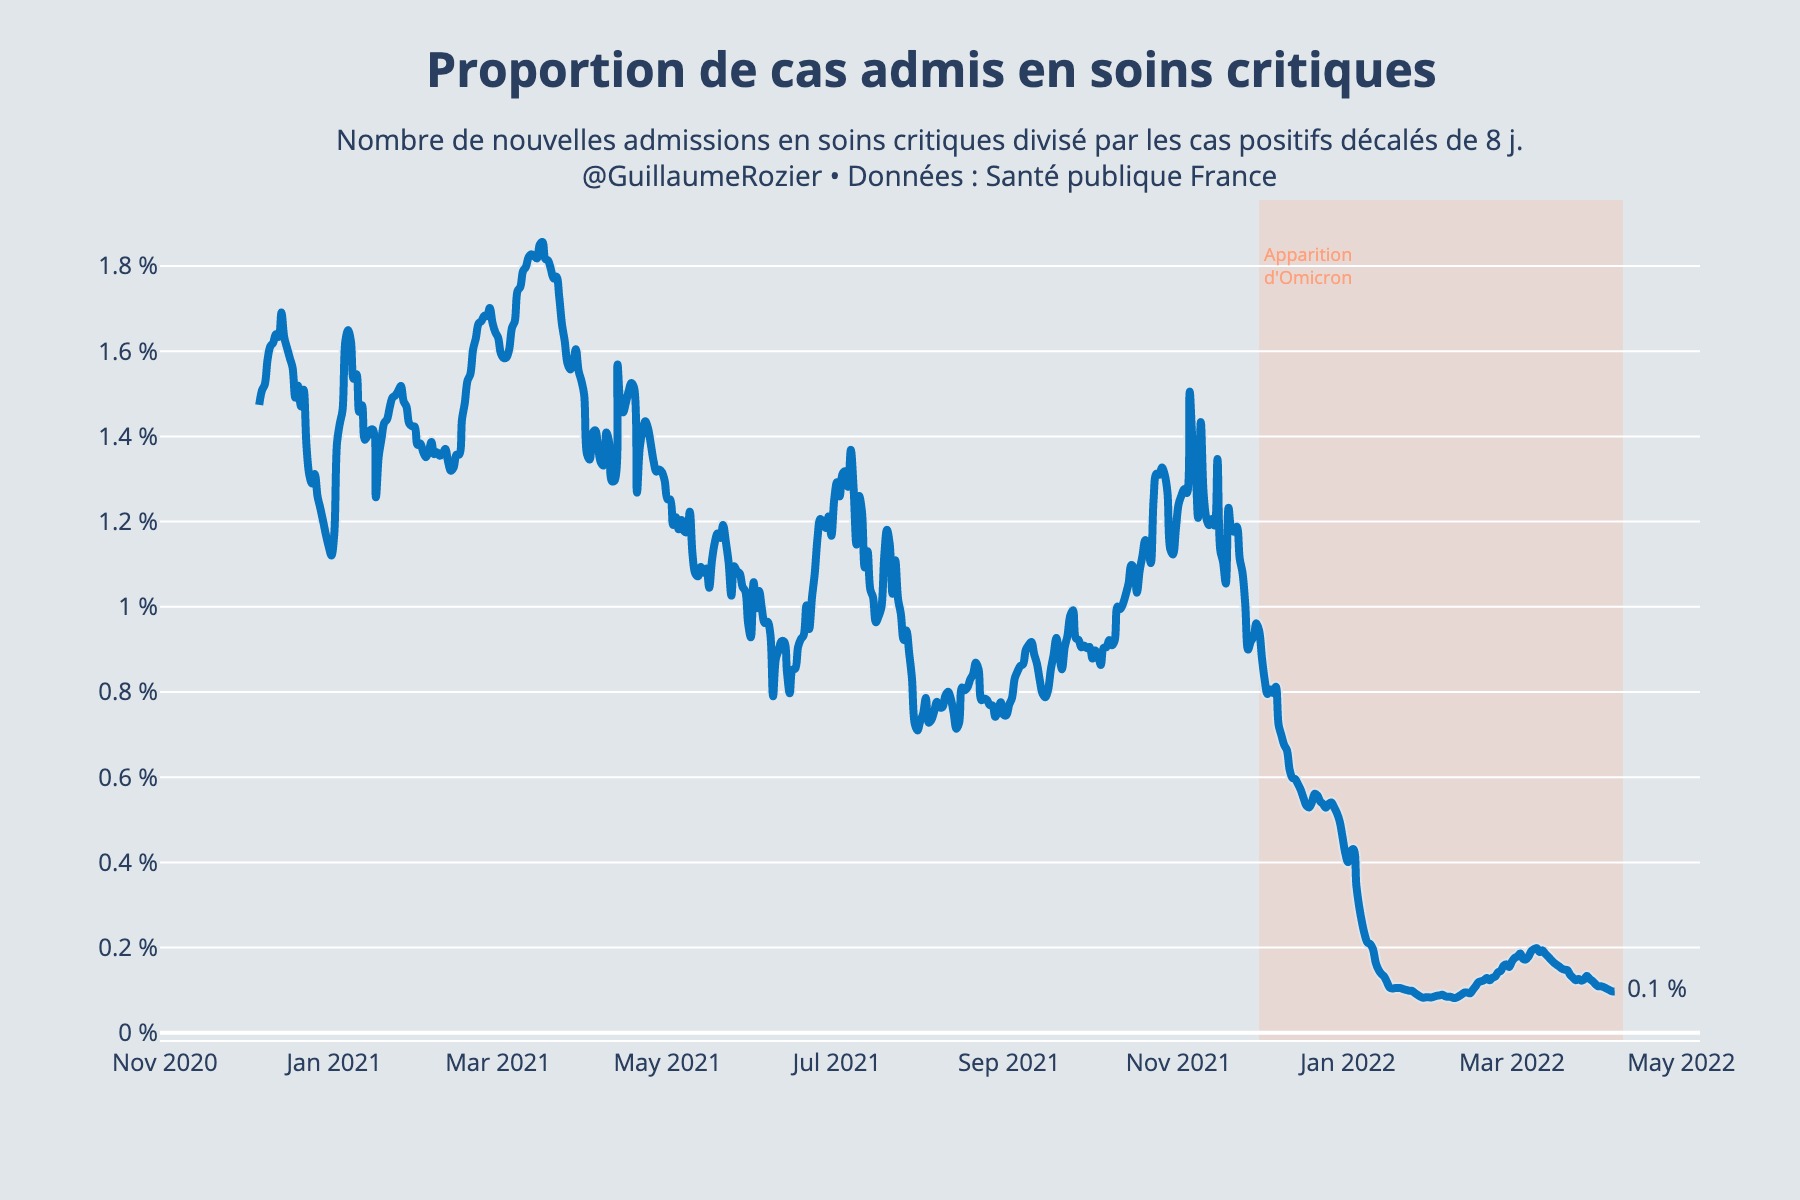 Proportion de cas admis en soins critiques
Nombre de nouvelles admissions en soins critiques divisé par les cas positifs décalés de 8 j.
@GuillaumeRozier • Données : Santé publique France
Apparition
d'Omicron
1.8 %
1.6 %
1.4 %
1.2 %
1 %
0.8 %
0.6 %
0.4 %
0.2 %
0.1 %
0 %
Nov 2020 Jan 2021 Mar 2021 May 2021 Jul 2021 Sep 2021 Nov 2021 Jan 2022 Mar 2022 May 2022